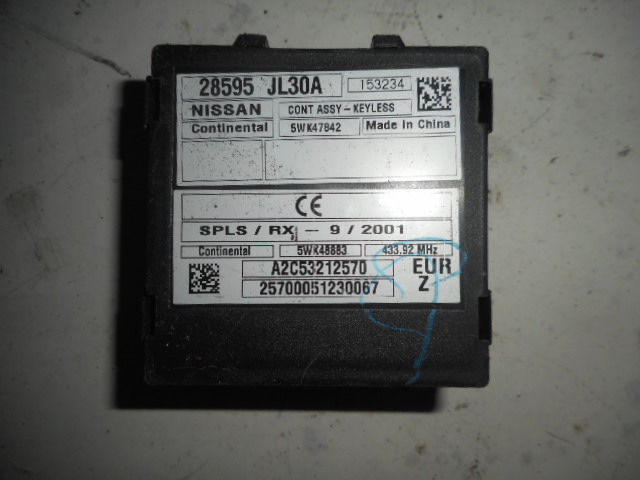 28595 JL30A 153234
NISSAN CONT ASSY-KEYLESS
Continental 5WK47842 Made in China
CE
SPLS / RX - 9 / 2001
Continental 5WK48883 433.92 MHz
A2C53212570 EUR
25700051230067 Z